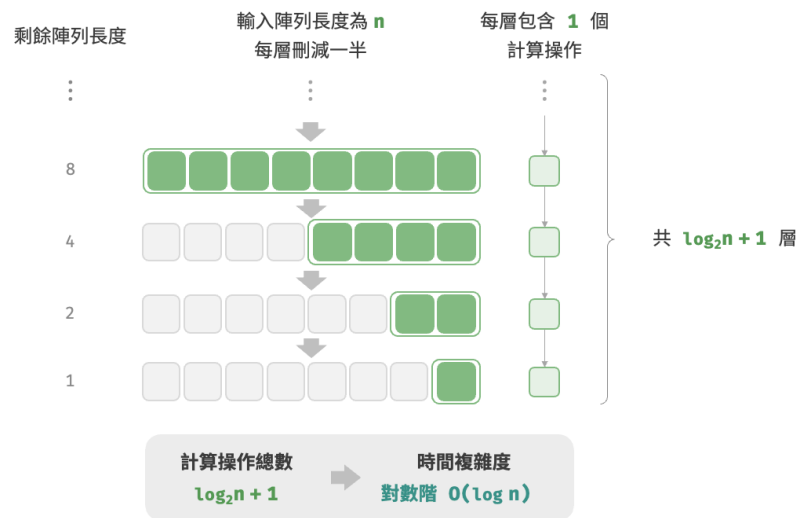 剩餘陣列長度
輸入陣列長度為 n
每層刪減一半
每層包含 1 個
計算操作
8
4
2
1
共 log₂n + 1 層
計算操作總數
log₂n + 1
時間複雜度
對數階 O(log n)